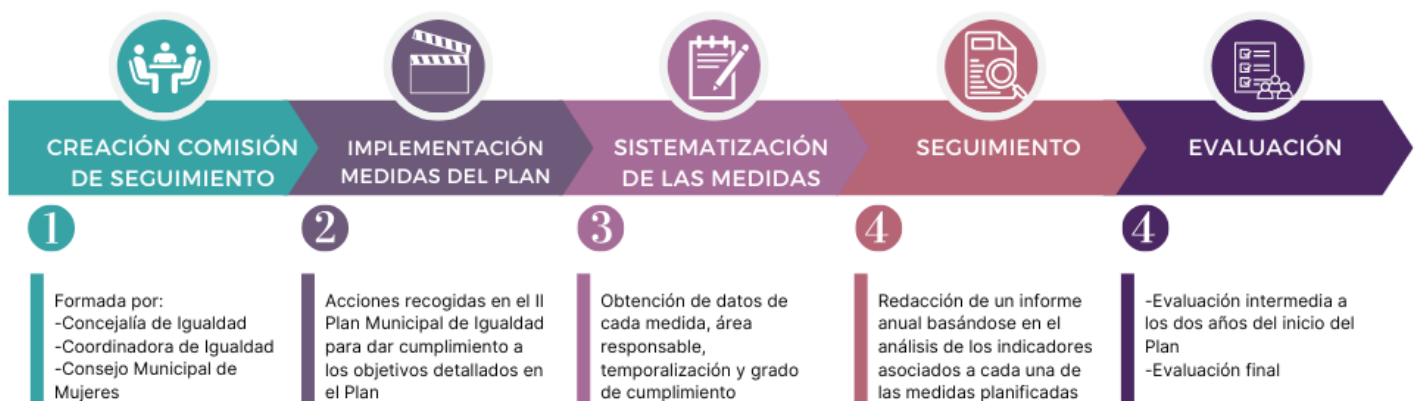 CREACIÓN COMISIÓN
DE SEGUIMIENTO
IMPLEMENTACIÓN
MEDIDAS DEL PLAN
SISTEMATIZACIÓN
DE LAS MEDIDAS
SEGUIMIENTO
EVALUACIÓN
1
Formada por:
-Concejalía de Igualdad
-Coordinadora de Igualdad
-Consejo Municipal de
Mujeres
2
Acciones recogidas en el II
Plan Municipal de Igualdad
para dar cumplimiento a
los objetivos detallados en
el Plan
3
Obtención de datos de
cada medida, área
responsable,
temporalización y grado
de cumplimiento
4
Redacción de un informe
anual basándose en el
análisis de los indicadores
asociados a cada una de
las medidas planificadas
4
-Evaluación intermedia a
los dos años del inicio del
Plan
-Evaluación final